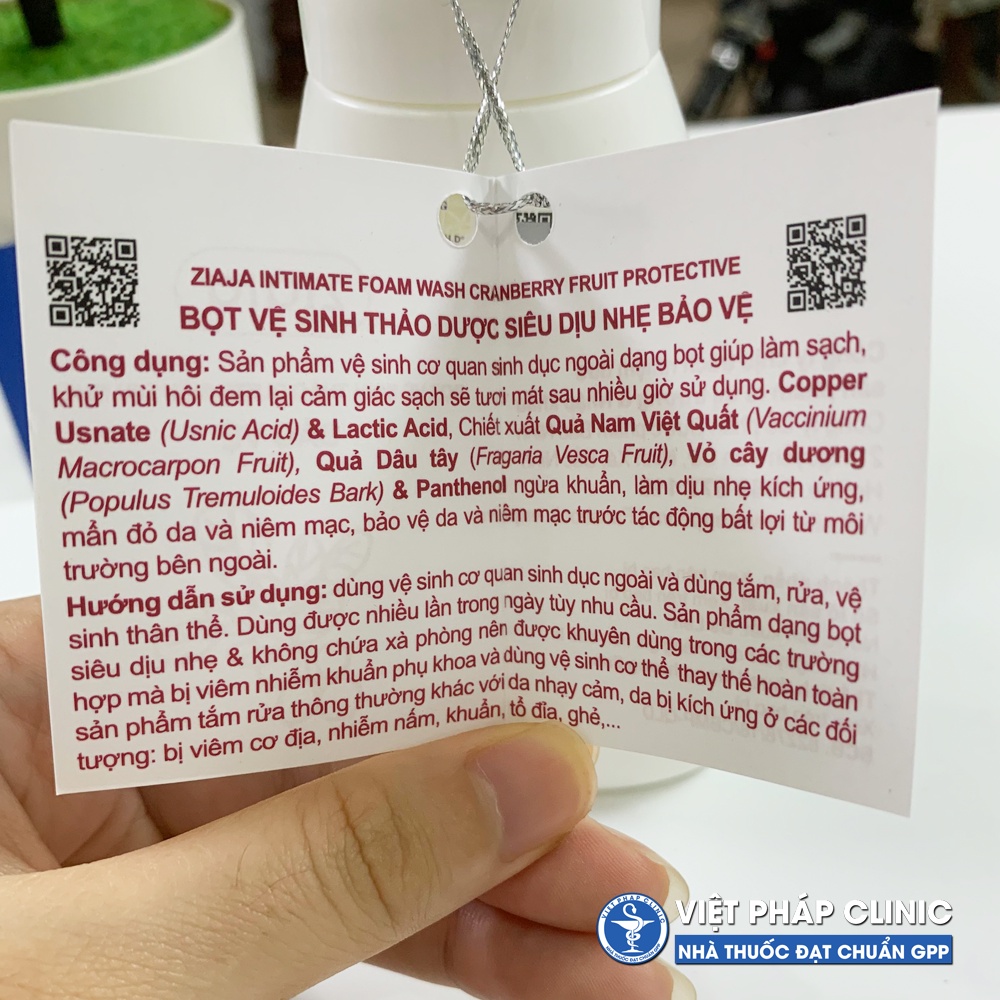 ZIAJA INTIMATE FOAM WASH CRANBERRY FRUIT PROTECTIVE
BỌT VỆ SINH THẢO DƯỢC SIÊU DỊU NHẸ BẢO VỆ
Công dụng: Sản phẩm vệ sinh cơ quan sinh dục ngoài dạng bọt giúp làm sạch,
khử mùi hôi đem lại cảm giác sạch sẽ tươi mát sau nhiều giờ sử dụng. Copper
Usnate (Usnic Acid) & Lactic Acid, Chiết xuất Quả Nam Việt Quất (Vaccinium
Macrocarpon Fruit), Quả Dâu tây (Fragaria Vesca Fruit), Vỏ cây dương
(Populus Tremuloides Bark) & Panthenol ngừa khuẩn, làm dịu nhẹ kích ứng,
mẩn đỏ da và niêm mạc, bảo vệ da và niêm mạc trước tác động bất lợi từ môi
trường bên ngoài.
Hướng dẫn sử dụng: dùng vệ sinh cơ quan sinh dục ngoài và dùng tắm, rửa, vệ
sinh thân thể. Dùng được nhiều lần trong ngày tùy nhu cầu. Sản phẩm dạng bọt
siêu dịu nhẹ & không chứa xà phòng nên được khuyên dùng trong các trường
hợp mà bị viêm nhiễm khuẩn phụ khoa và dùng vệ sinh cơ thể thay thế hoàn toàn
sản phẩm tắm rửa thông thường khác với da nhạy cảm, da bị kích ứng ở các đối
tượng: bị viêm cơ địa, nhiễm nấm, khuẩn, tổ đỉa, ghẻ,...
VIỆT PHÁP CLINIC
NHÀ THUỐC ĐẠT CHUẨN GPP